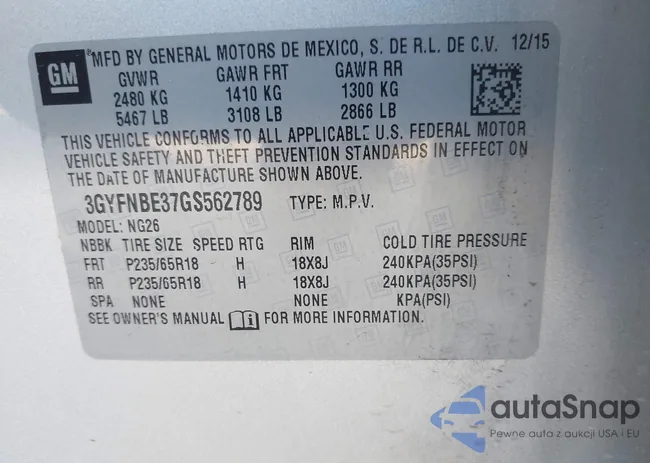 GM
*MFD BY GENERAL MOTORS DE MEXICO, S. DE R.L. DE C.V. 12/15
GVWR GAWR FRT GAWR RR
2480 KG 1410 KG 1300 KG
5467 LB 3108 LB 2866 LB
THIS VEHICLE CONFORMS TO ALL APPLICABLE U.S. FEDERAL MOTOR
VEHICLE SAFETY AND THEFT PREVENTION STANDARDS IN EFFECT ON
THE DATE OF MANUFACTURE SHOWN ABOVE.
3GYFNBE37GS562789 TYPE: M.P.V.
MODEL: NG26
NBBK TIRE SIZE SPEED RTG RIM COLD TIRE PRESSURE
FRT P235/65R18 H 18X8J 240KPA(35PSI)
RR P235/65R18 H 18X8J 240KPA(35PSI)
SPA NONE NONE KPA(PSI)
SEE OWNER'S MANUAL i FOR MORE INFORMATION.
autoSnap
Pewne auta z aukcji USA i EU